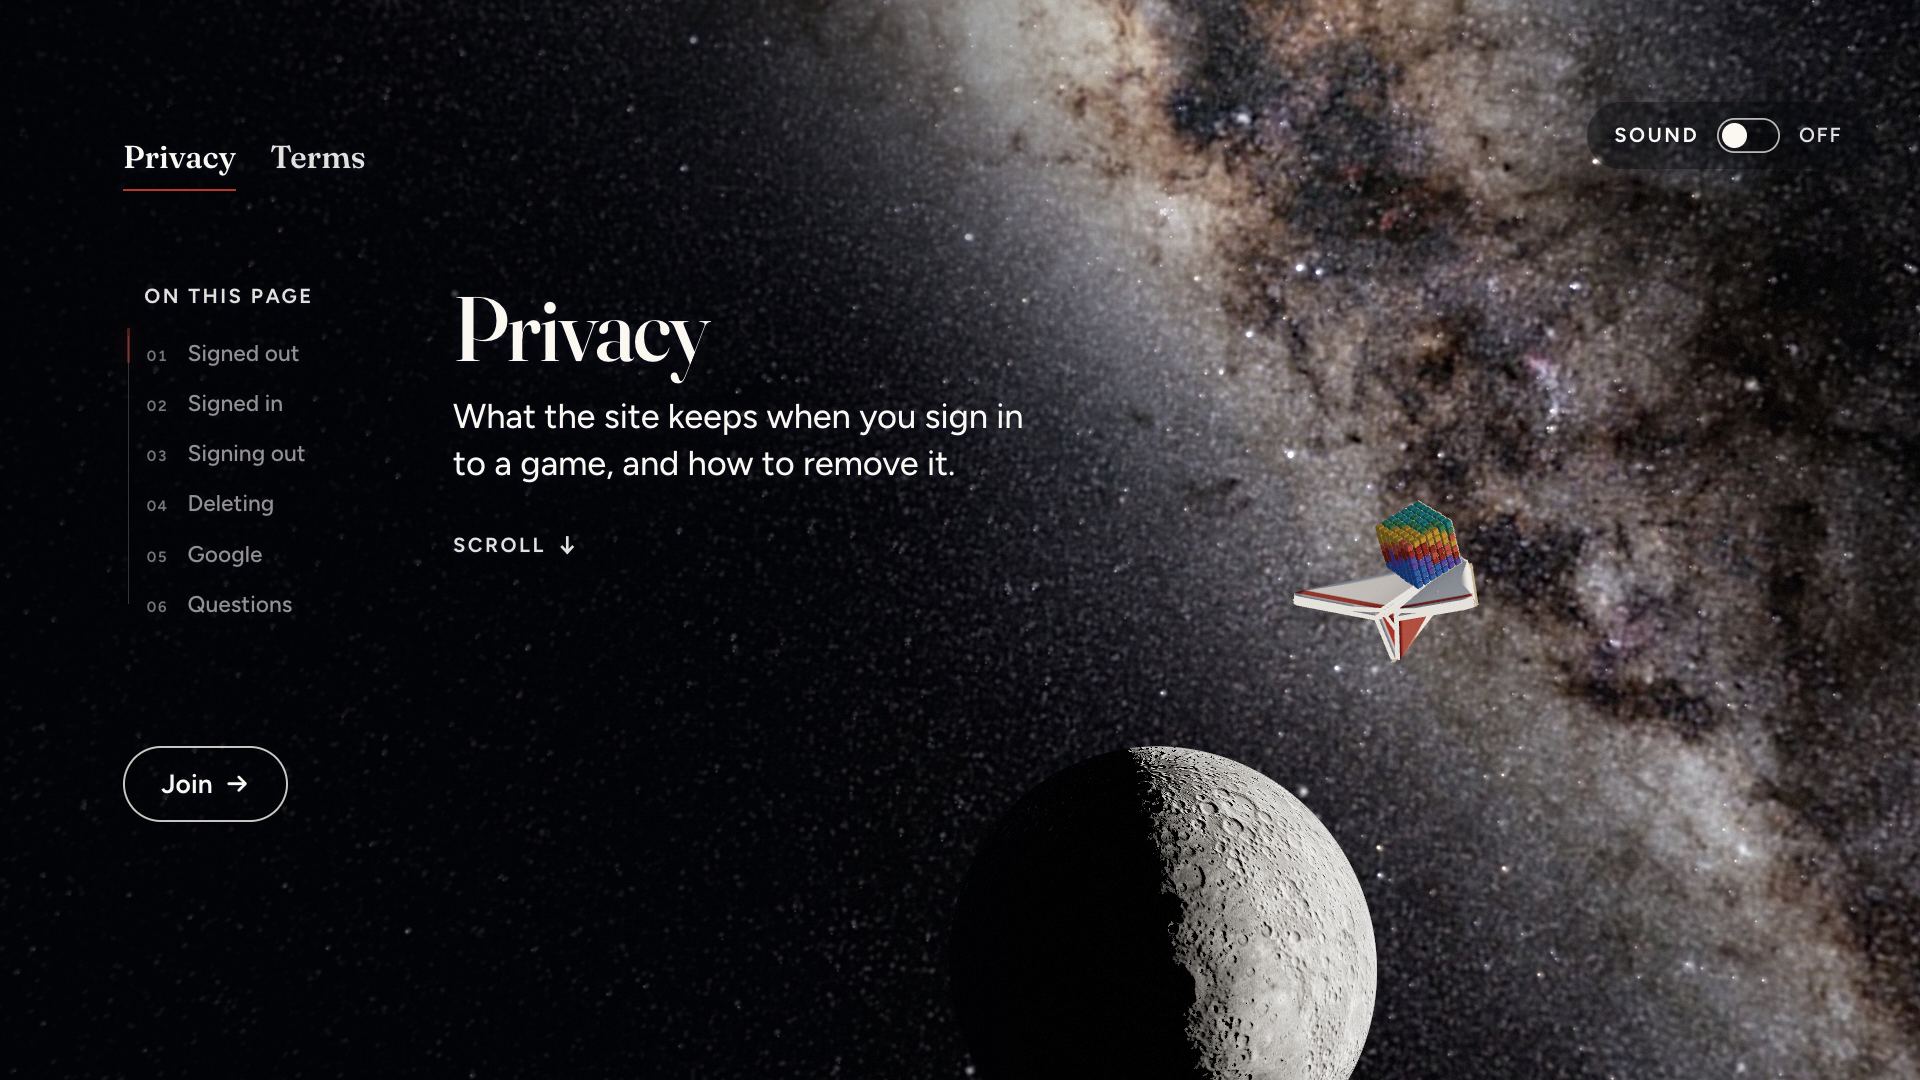 Privacy Terms
SOUND OFF
ON THIS PAGE
01 Signed out
02 Signed in
03 Signing out
04 Deleting
05 Google
06 Questions
Privacy
What the site keeps when you sign in
to a game, and how to remove it.
SCROLL ↓
Join →